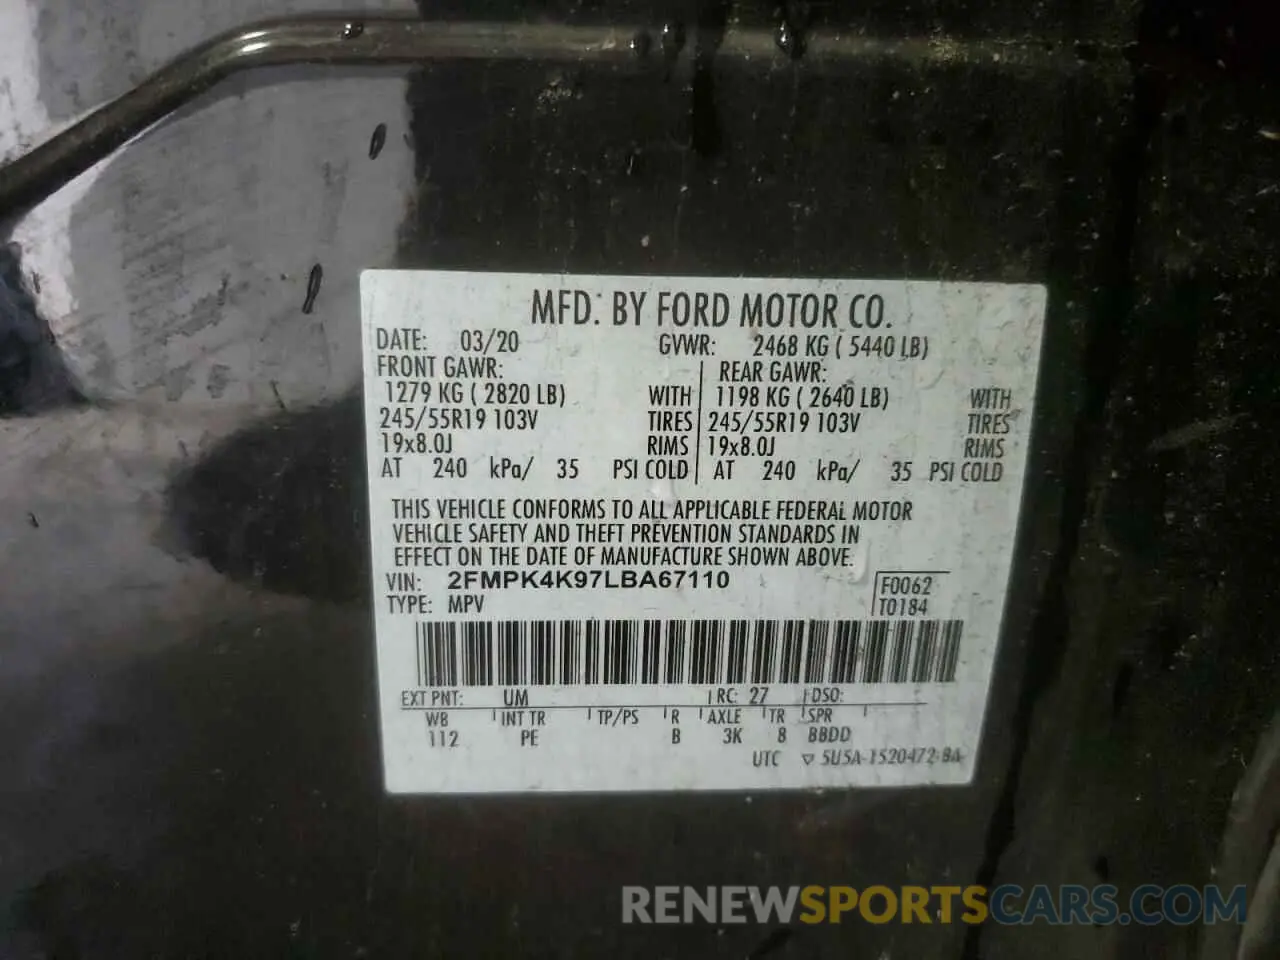 MFD. BY FORD MOTOR CO.
DATE: 03/20 GVWR: 2468 KG ( 5440 LB)
FRONT GAWR: REAR GAWR:
1279 KG ( 2820 LB) WITH 1198 KG ( 2640 LB) WITH
245/55R19 103V TIRES 245/55R19 103V TIRES
19x8.0J RIMS 19x8.0J RIMS
AT 240 kPa/ 35 PSI COLD AT 240 kPa/ 35 PSI COLD
THIS VEHICLE CONFORMS TO ALL APPLICABLE FEDERAL MOTOR
VEHICLE SAFETY AND THEFT PREVENTION STANDARDS IN
EFFECT ON THE DATE OF MANUFACTURE SHOWN ABOVE.
VIN: 2FMPK4K97LBA67110 F0062
TYPE: MPV T0184
EXT PNT: UM RC: 27 DSO:
WB INT TR TP/PS R AXLE TR SPR
112 PE B 3K 8 BBDD
UTC ▽ 5U5A-1520472-BA
RENEWSPORTSCARS.COM